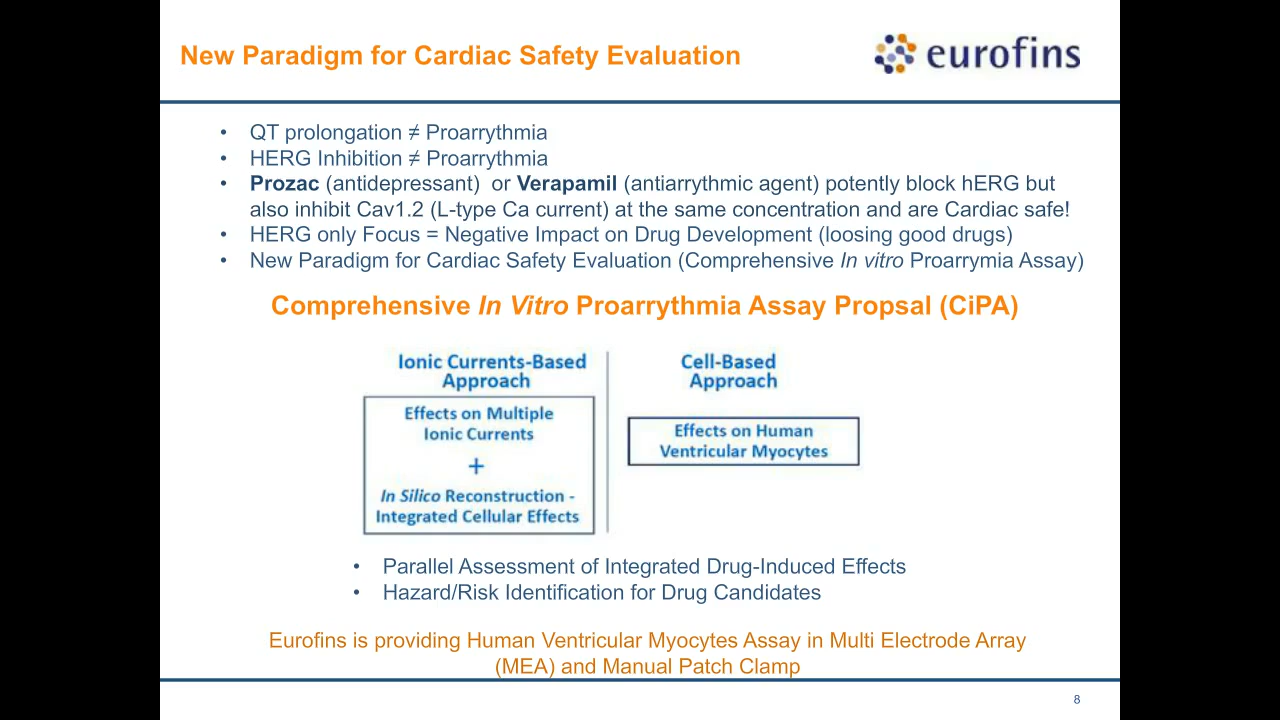 New Paradigm for Cardiac Safety Evaluation
eurofins
• QT prolongation ≠ Proarrythmia
• HERG Inhibition ≠ Proarrythmia
• Prozac (antidepressant) or Verapamil (antiarrythmic agent) potently block hERG but
also inhibit Cav1.2 (L-type Ca current) at the same concentration and are Cardiac safe!
• HERG only Focus = Negative Impact on Drug Development (loosing good drugs)
• New Paradigm for Cardiac Safety Evaluation (Comprehensive In vitro Proarrymia Assay)
Comprehensive In Vitro Proarrythmia Assay Propsal (CiPA)
Ionic Currents-Based
Approach
Effects on Multiple
Ionic Currents
+
In Silico Reconstruction -
Integrated Cellular Effects
Cell-Based
Approach
Effects on Human
Ventricular Myocytes
• Parallel Assessment of Integrated Drug-Induced Effects
• Hazard/Risk Identification for Drug Candidates
Eurofins is providing Human Ventricular Myocytes Assay in Multi Electrode Array
(MEA) and Manual Patch Clamp
8